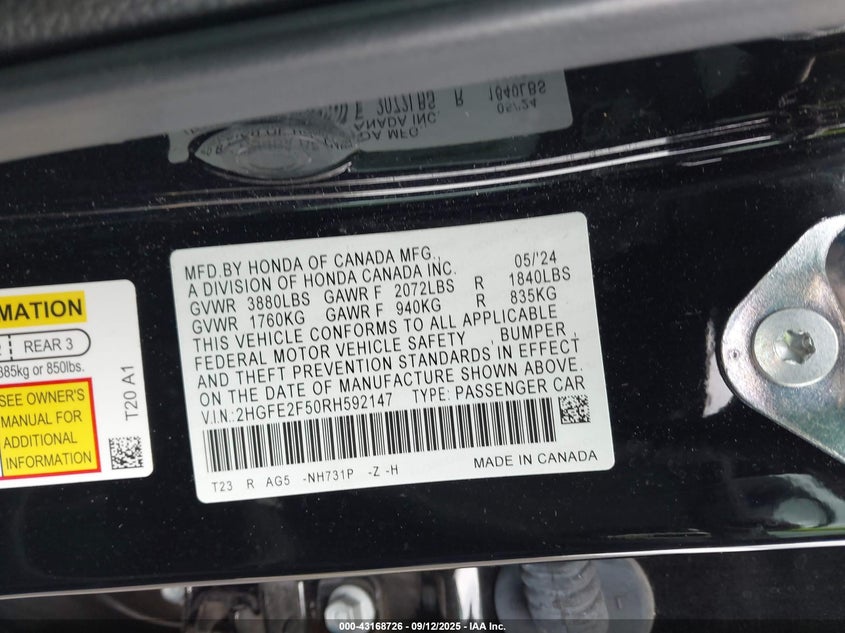 MFD.BY HONDA OF CANADA MFG., 05/'24
A DIVISION OF HONDA CANADA INC.
GVWR 3880LBS GAWR F 2072LBS R 1840LBS
GVWR 1760KG GAWR F 940KG R 835KG
THIS VEHICLE CONFORMS TO ALL APPLICABLE
FEDERAL MOTOR VEHICLE SAFETY , BUMPER ,
AND THEFT PREVENTION STANDARDS IN EFFECT
ON THE DATE OF MANUFACTURE SHOWN ABOVE.
V.I.N:2HGFE2F50RH592147 TYPE: PASSENGER CAR
T23 R AG5 -NH731P -Z -H MADE IN CANADA
REAR 3
385kg or 850lbs.
SEE OWNER'S
MANUAL FOR
ADDITIONAL
INFORMATION
T20 A1
000-43168726 - 09/12/2025 - IAA Inc.